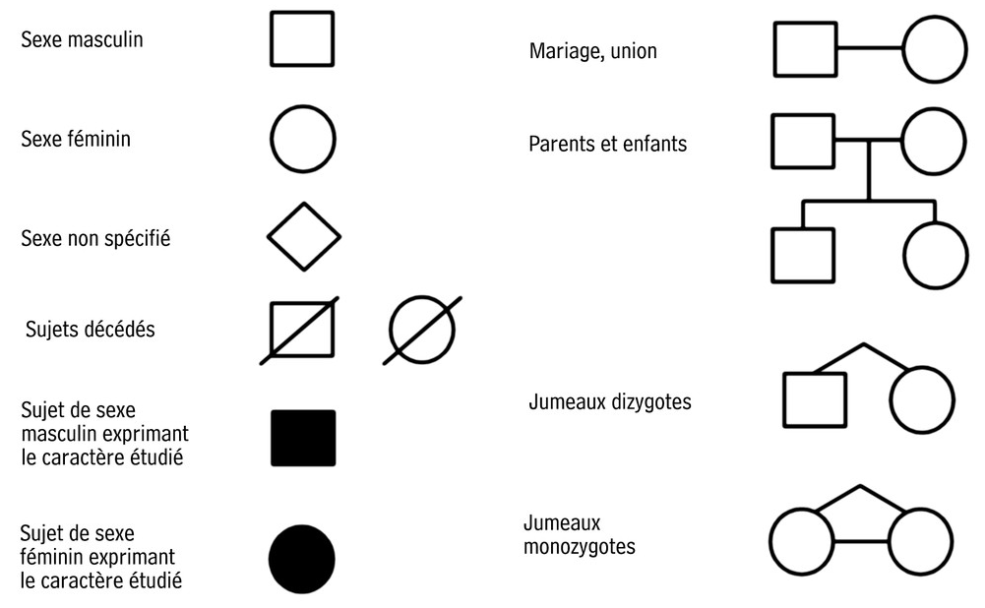 Sexe masculin
Sexe féminin
Sexe non spécifié
Sujets décédés
Sujet de sexe
masculin exprimant
le caractère étudié
Sujet de sexe
féminin exprimant
le caractère étudié
Mariage, union
Parents et enfants
Jumeaux dizygotes
Jumeaux
monozygotes